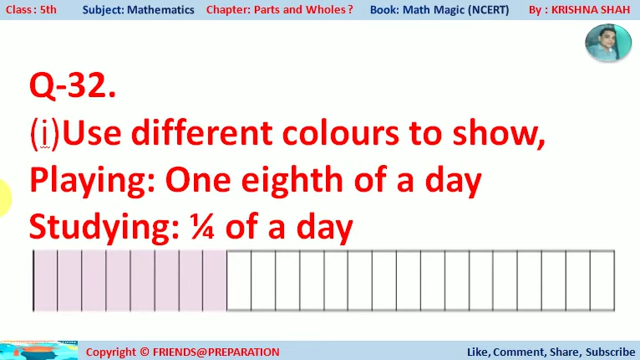 Class : 5th Subject: Mathematics Chapter: Parts and Wholes ? Book: Math Magic (NCERT) By : KRISHNA SHAH
Q-32.
(i)Use different colours to show,
Playing: One eighth of a day
Studying: ¼ of a day
Copyright © FRIENDS@PREPARATION Like, Comment, Share, Subscribe